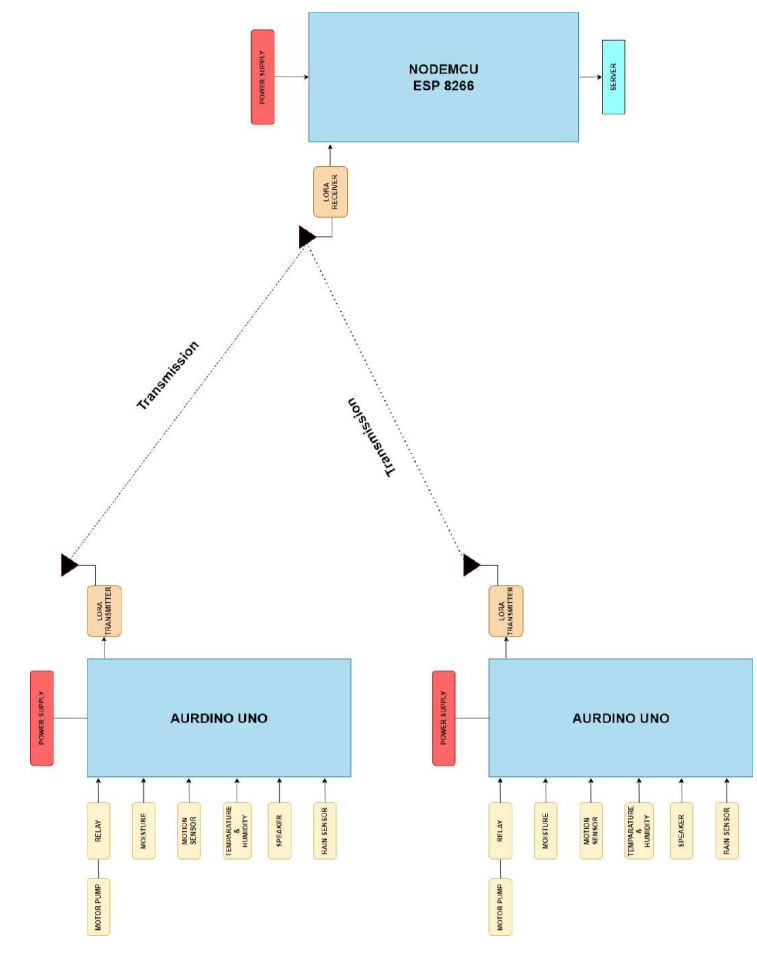 POWER SUPPLY
NODEMCU
ESP 8266
SERVER
LORA
RECENER
Transmission
Transmission
LORA
TRANSMITTER
LORA
TRANSMITTER
POWER SUPPLY
AURDINO UNO
POWER SUPPLY
AURDINO UNO
RELAY
MOISTURE
MOTION
SENSOR
TEMPARATURE
&
HUMIDITY
SPEAKER
RAIN SENSOR
RELAY
MOISTURE
MOTION
SENSOR
TEMPARATURE
&
HUMIDITY
SPEAKER
RAIN SENSOR
MOTOR PUMP
MOTOR PUMP